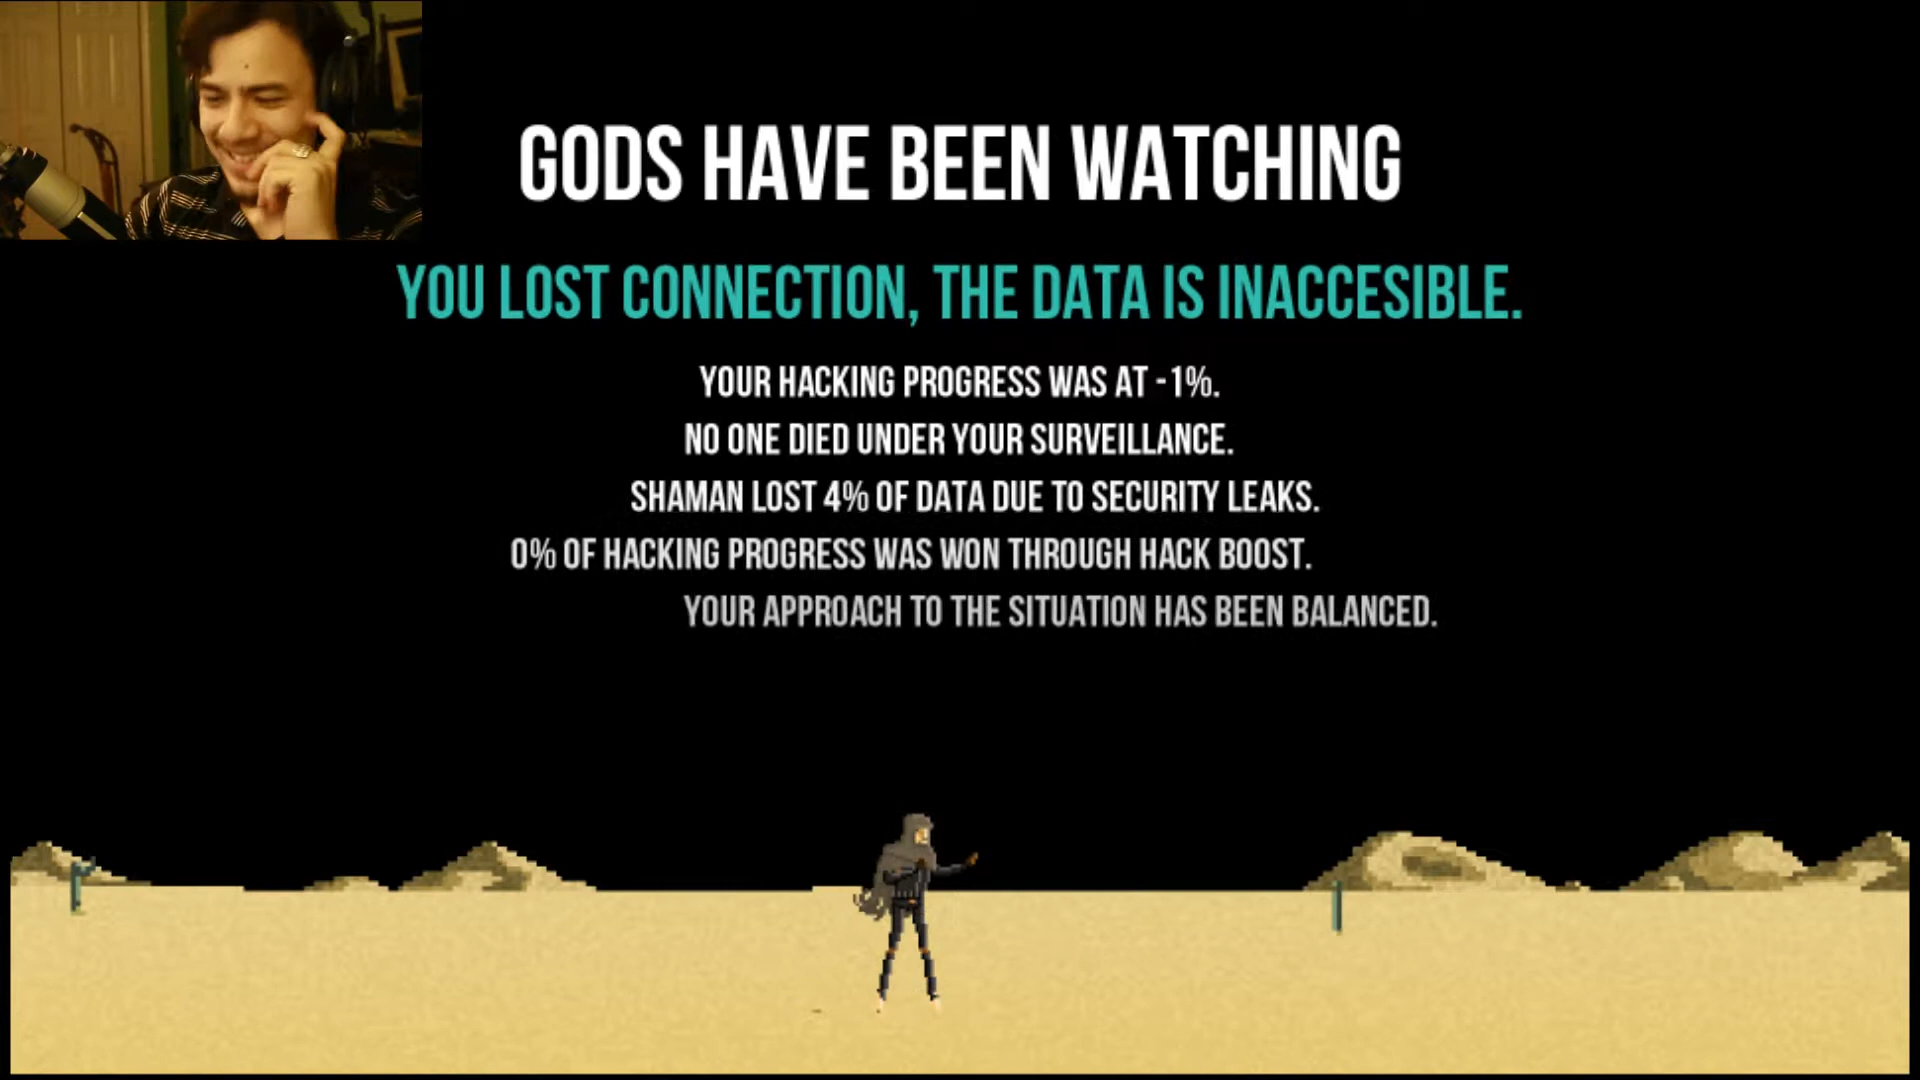 GODS HAVE BEEN WATCHING
YOU LOST CONNECTION, THE DATA IS INACCESIBLE.
YOUR HACKING PROGRESS WAS AT -1%.
NO ONE DIED UNDER YOUR SURVEILLANCE.
SHAMAN LOST 4% OF DATA DUE TO SECURITY LEAKS.
0% OF HACKING PROGRESS WAS WON THROUGH HACK BOOST.
YOUR APPROACH TO THE SITUATION HAS BEEN BALANCED.